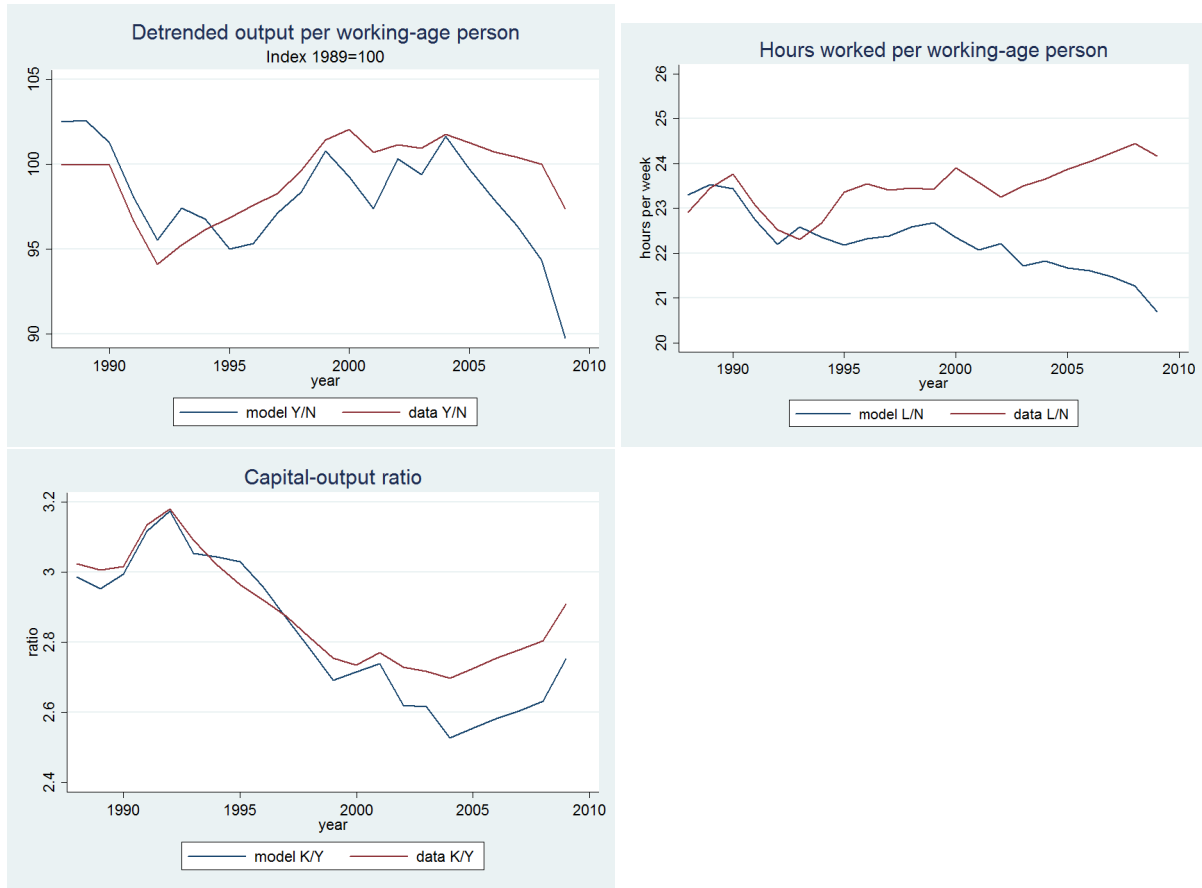 Detrended output per working-age person
Index 1989=100
105
100
95
90
1990
1995
2000
2005
2010
year
model Y/N
data Y/N
Hours worked per working-age person
hours per week
26
25
24
23
22
21
20
1990
1995
2000
2005
2010
year
model L/N
data L/N
Capital-output ratio
ratio
3.2
3
2.8
2.6
2.4
1990
1995
2000
2005
2010
year
model K/Y
data K/Y